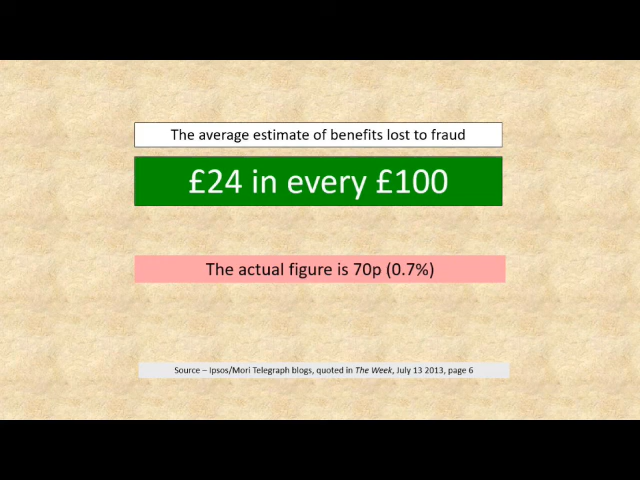 The average estimate of benefits lost to fraud
£24 in every £100
The actual figure is 70p (0.7%)
Source – Ipsos/Mori Telegraph blogs, quoted in The Week, July 13 2013, page 6